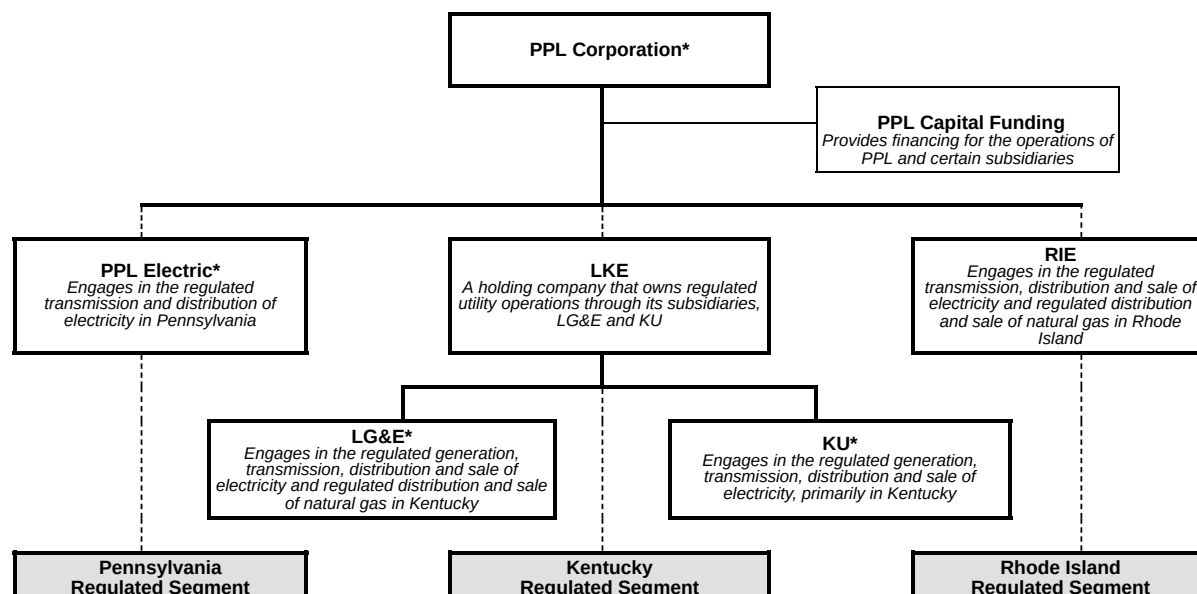 PPL Corporation*
PPL Capital Funding
Provides financing for the operations of
PPL and certain subsidiaries
PPL Electric*
Engages in the regulated
transmission and distribution of
electricity in Pennsylvania
LKE
A holding company that owns regulated
utility operations through its subsidiaries,
LG&E and KU
RIE
Engages in the regulated
transmission, distribution and sale of
electricity and regulated distribution
and sale of natural gas in Rhode
Island
LG&E*
Engages in the regulated generation,
transmission, distribution and sale of
electricity and regulated distribution and sale
of natural gas in Kentucky
KU*
Engages in the regulated generation,
transmission, distribution and sale of
electricity, primarily in Kentucky
Pennsylvania
Regulated Segment
Kentucky
Regulated Segment
Rhode Island
Regulated Segment